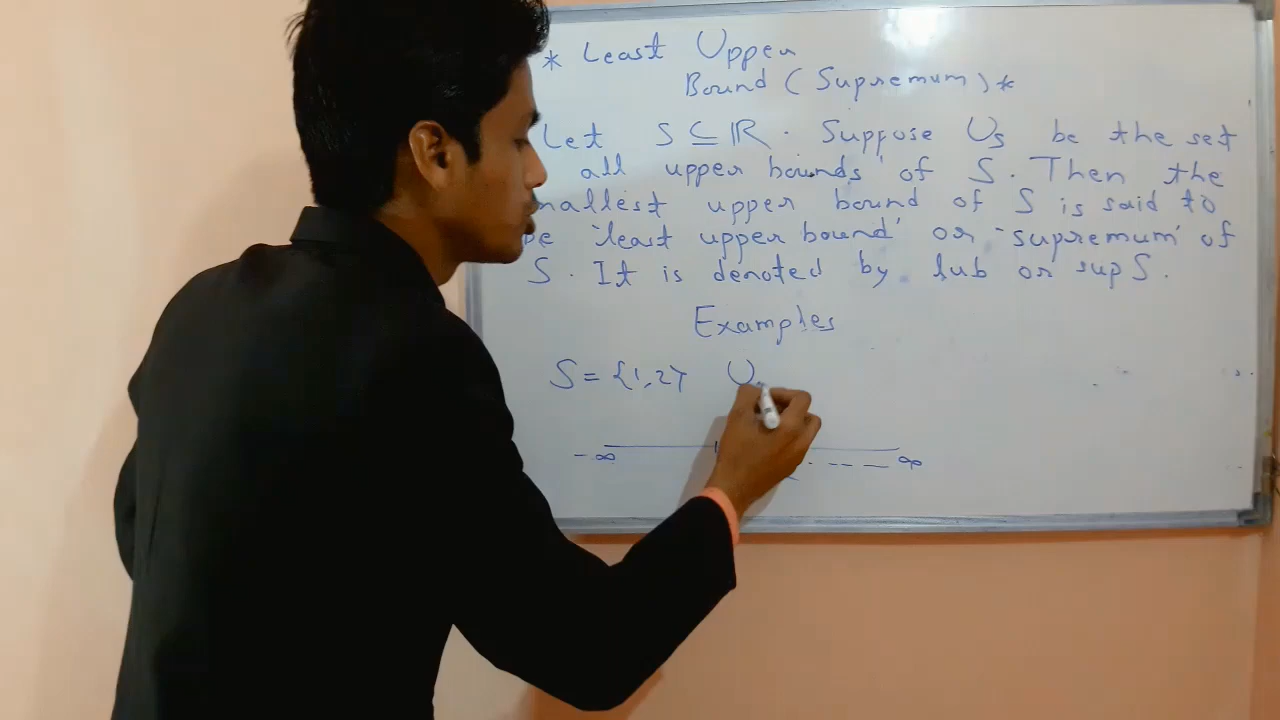 * Least Upper
Bound (Supremum) *
Let S ⊆ ℝ. Suppose Us be the set
all upper bounds' of S. Then the
mallest upper bound of S is said to
be 'least upper bound' or 'supremum' of
S. It is denoted by lub or sup S.
Examples
S = {1,2} U
-∞ --- ∞